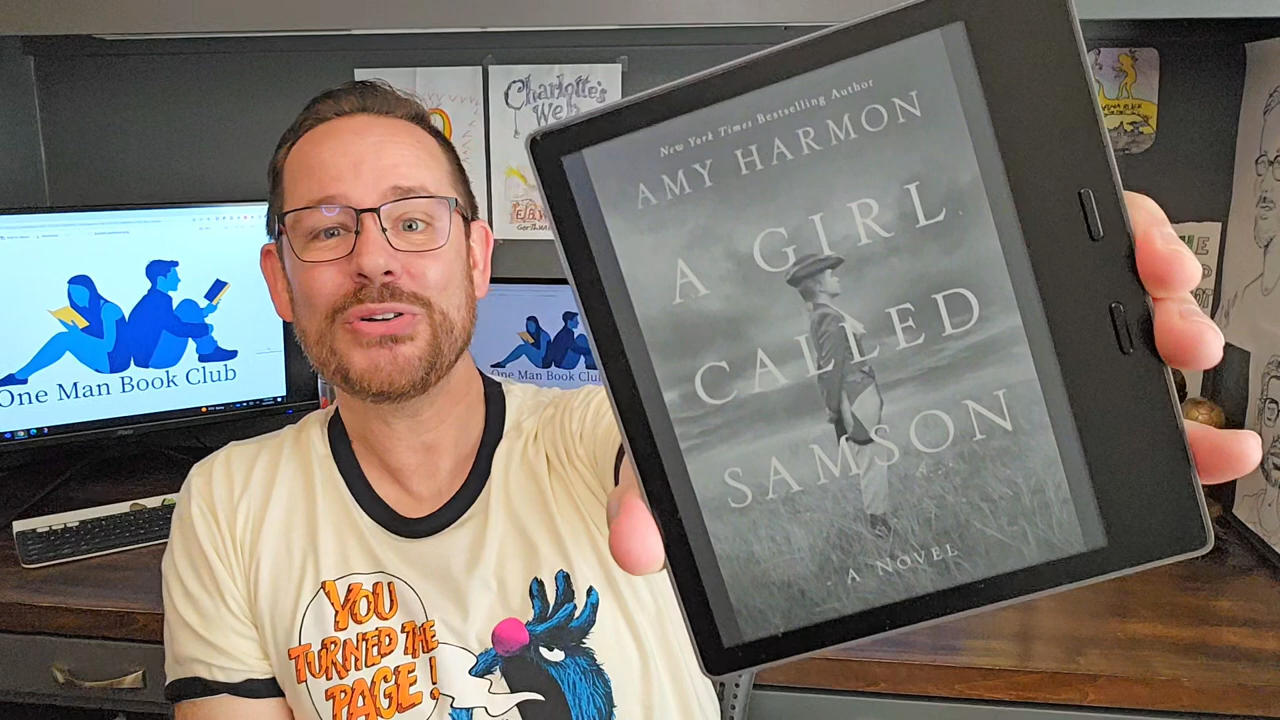 Charlotte's
Web
E.B.W
New York Times Bestselling Author
AMY HARMON
A GIRL
CALLED
SAMSON
A NOVEL
One Man Book Club
One Man Book Clu
YOU
TURNED THE
PAGE!